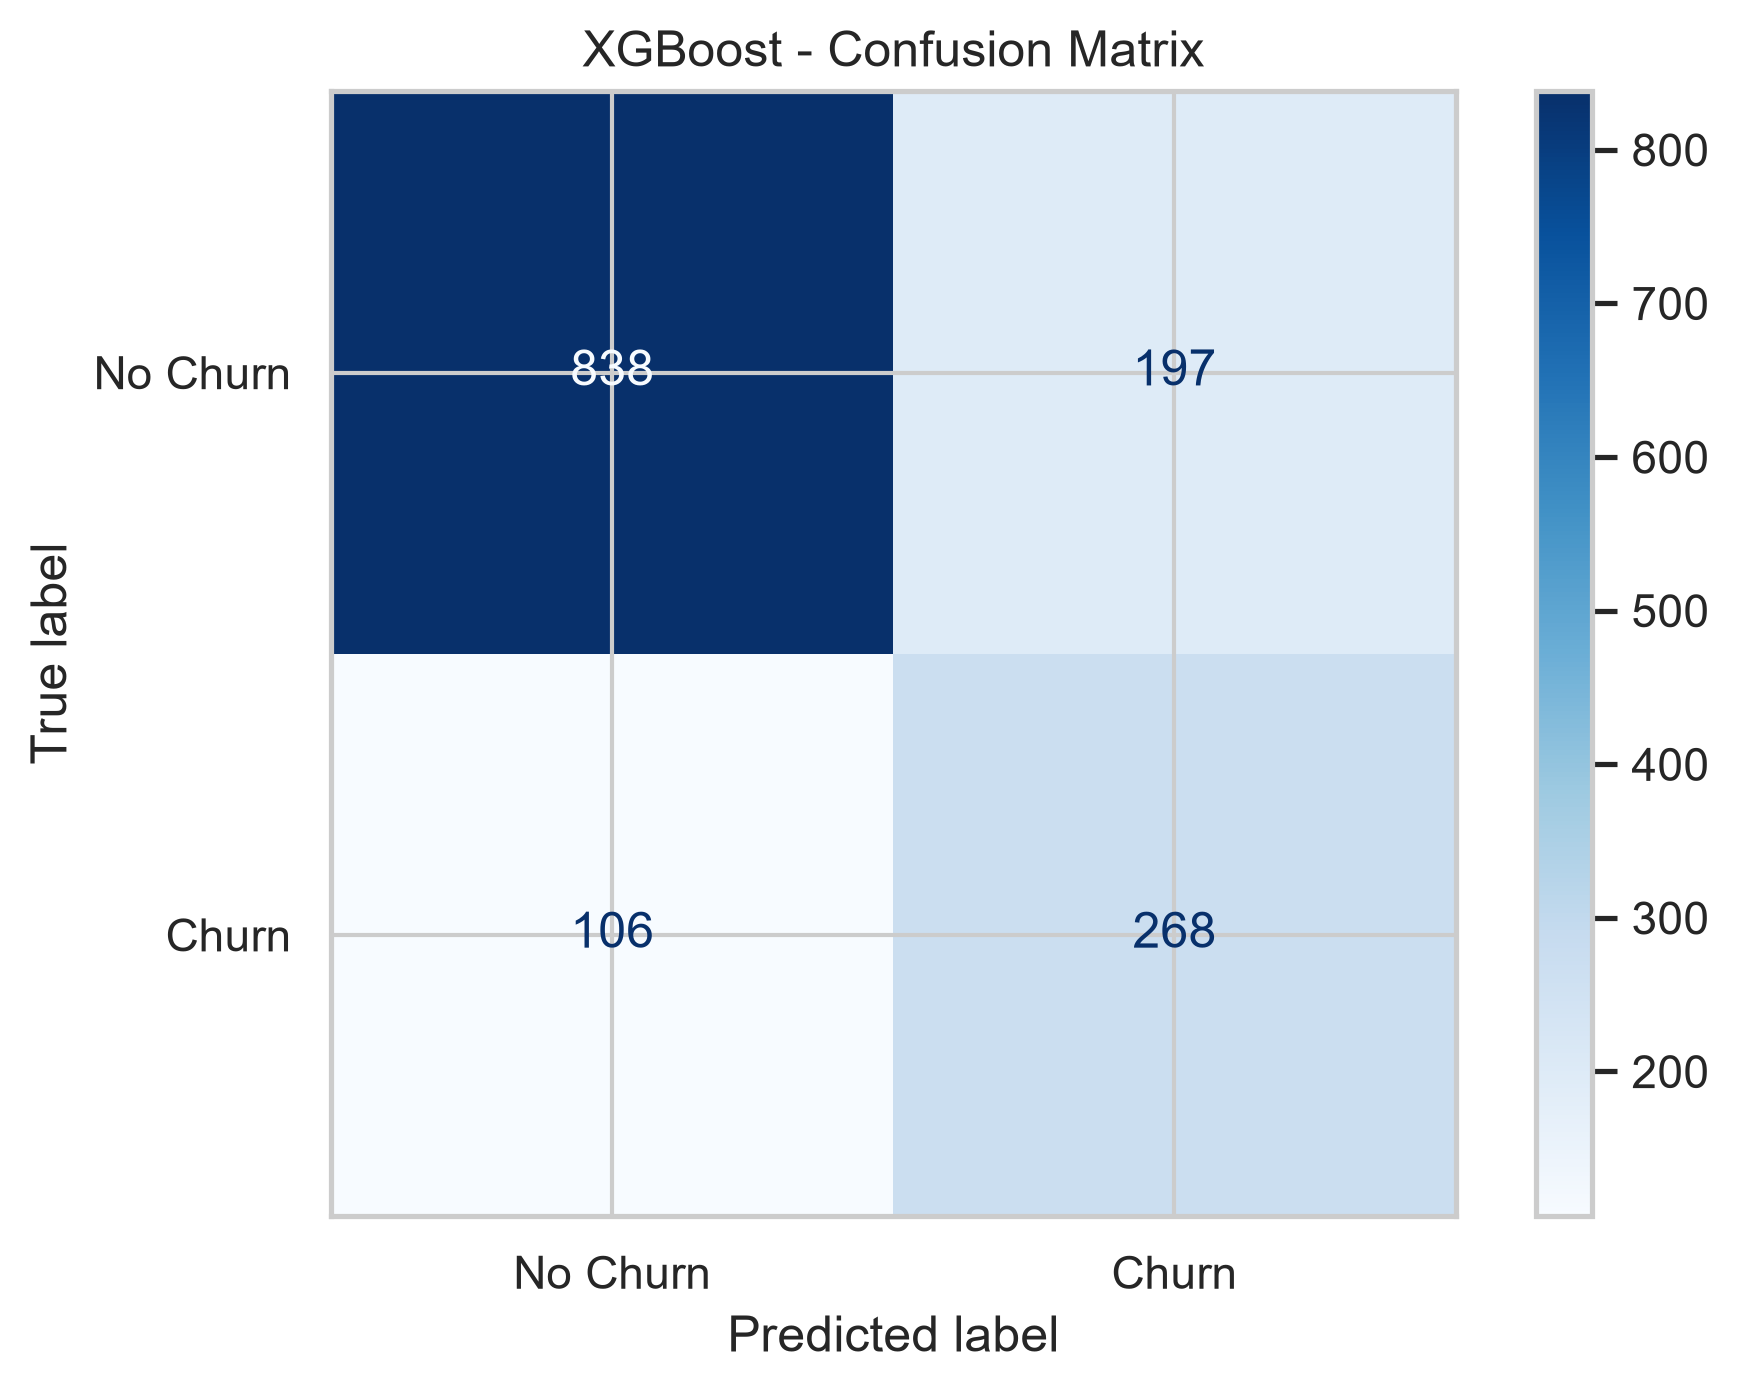 XGBoost - Confusion Matrix
800
700
600
500
400
300
200
True label
No Churn
838
197
Churn
106
268
No Churn
Churn
Predicted label